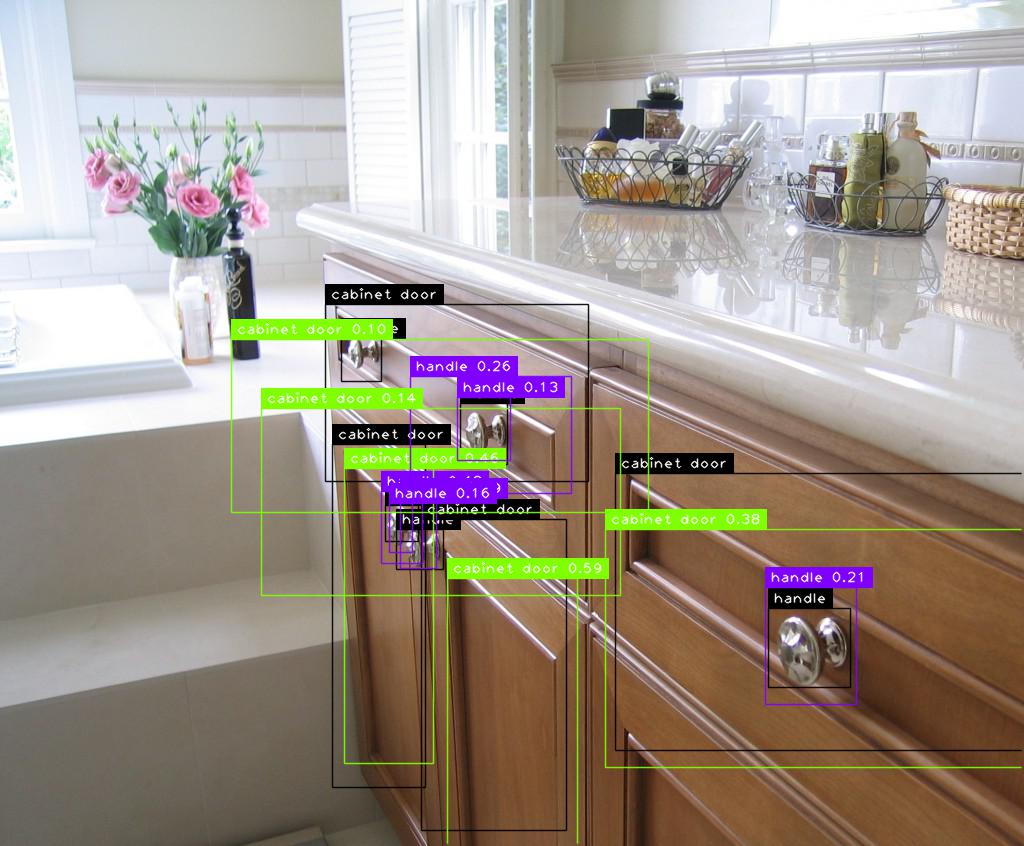 cabinet door
cabinet door 0.10
handle 0.26
handle 0.13
cabinet door 0.14
cabinet door
cabinet door 0.46
handle 0.16
cabinet door
handle
cabinet door
cabinet door 0.38
cabinet door 0.59
handle 0.21
handle